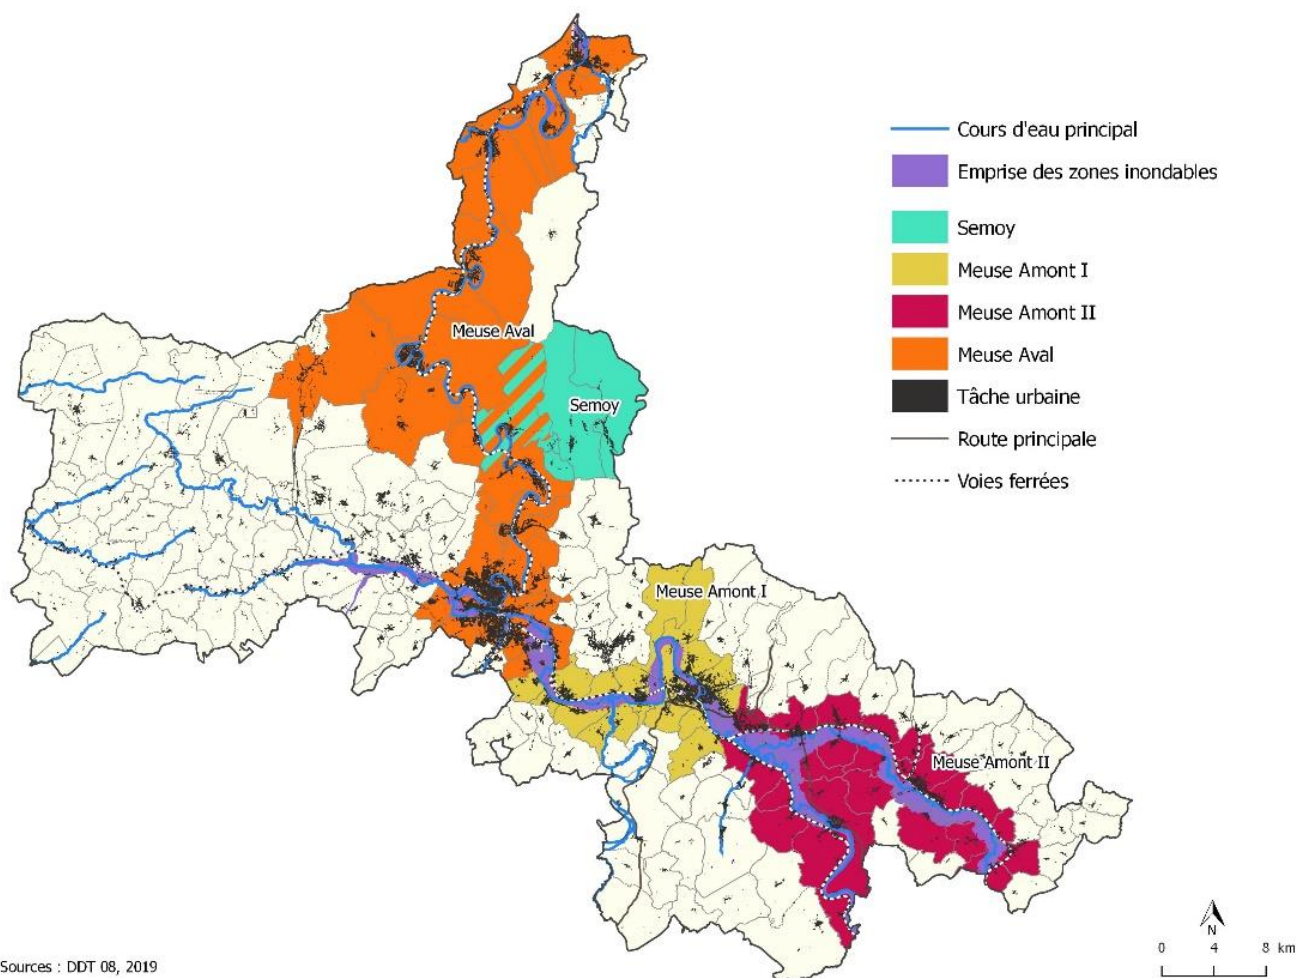 Cours d'eau principal
Emprise des zones inondables
Semoy
Meuse Amont I
Meuse Amont II
Meuse Aval
Tâche urbaine
Route principale
Voies ferrées
Meuse Aval
Semoy
Meuse Amont I
Meuse Amont II
N
0 4 8 km
Sources : DDT 08, 2019